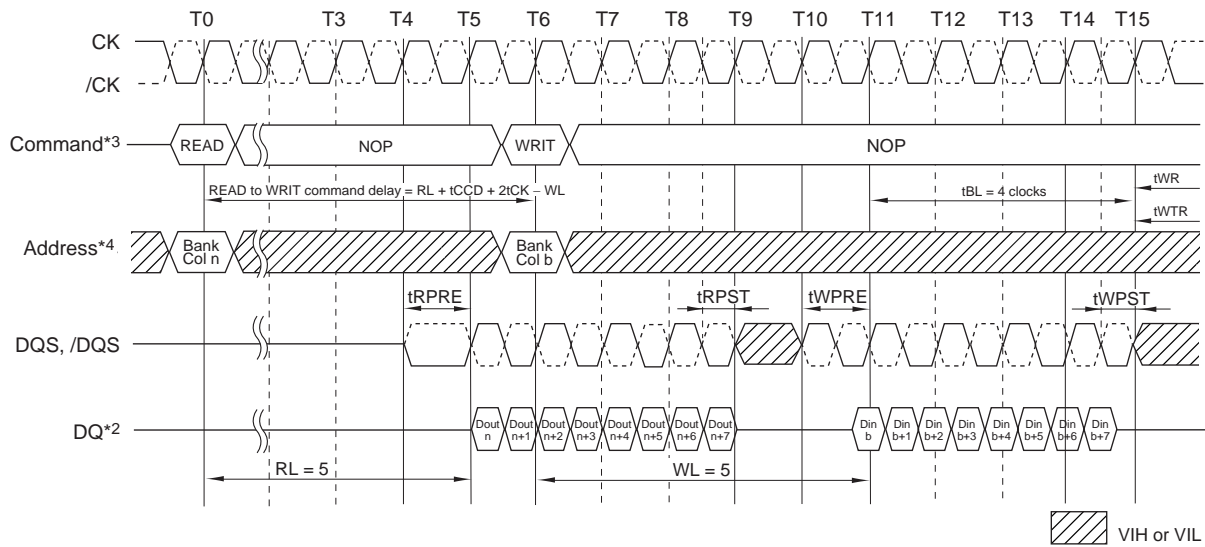 T0 T3 T4 T5 T6 T7 T8 T9 T10 T11 T12 T13 T14 T15
CK
/CK
Command*3 READ NOP WRIT NOP
READ to WRIT command delay = RL + tCCD + 2tCK − WL
tBL = 4 clocks
tWR
tWTR
Address*4
Bank
Col n
Bank
Col b
tRPRE tRPST tWPRE tWPST
DQS, /DQS
DQ*2
Dout
n
Dout
n+1
Dout
n+2
Dout
n+3
Dout
n+4
Dout
n+5
Dout
n+6
Dout
n+7
Din
b
Din
b+1
Din
b+2
Din
b+3
Din
b+4
Din
b+5
Din
b+6
Din
b+7
RL = 5 WL = 5
VIH or VIL